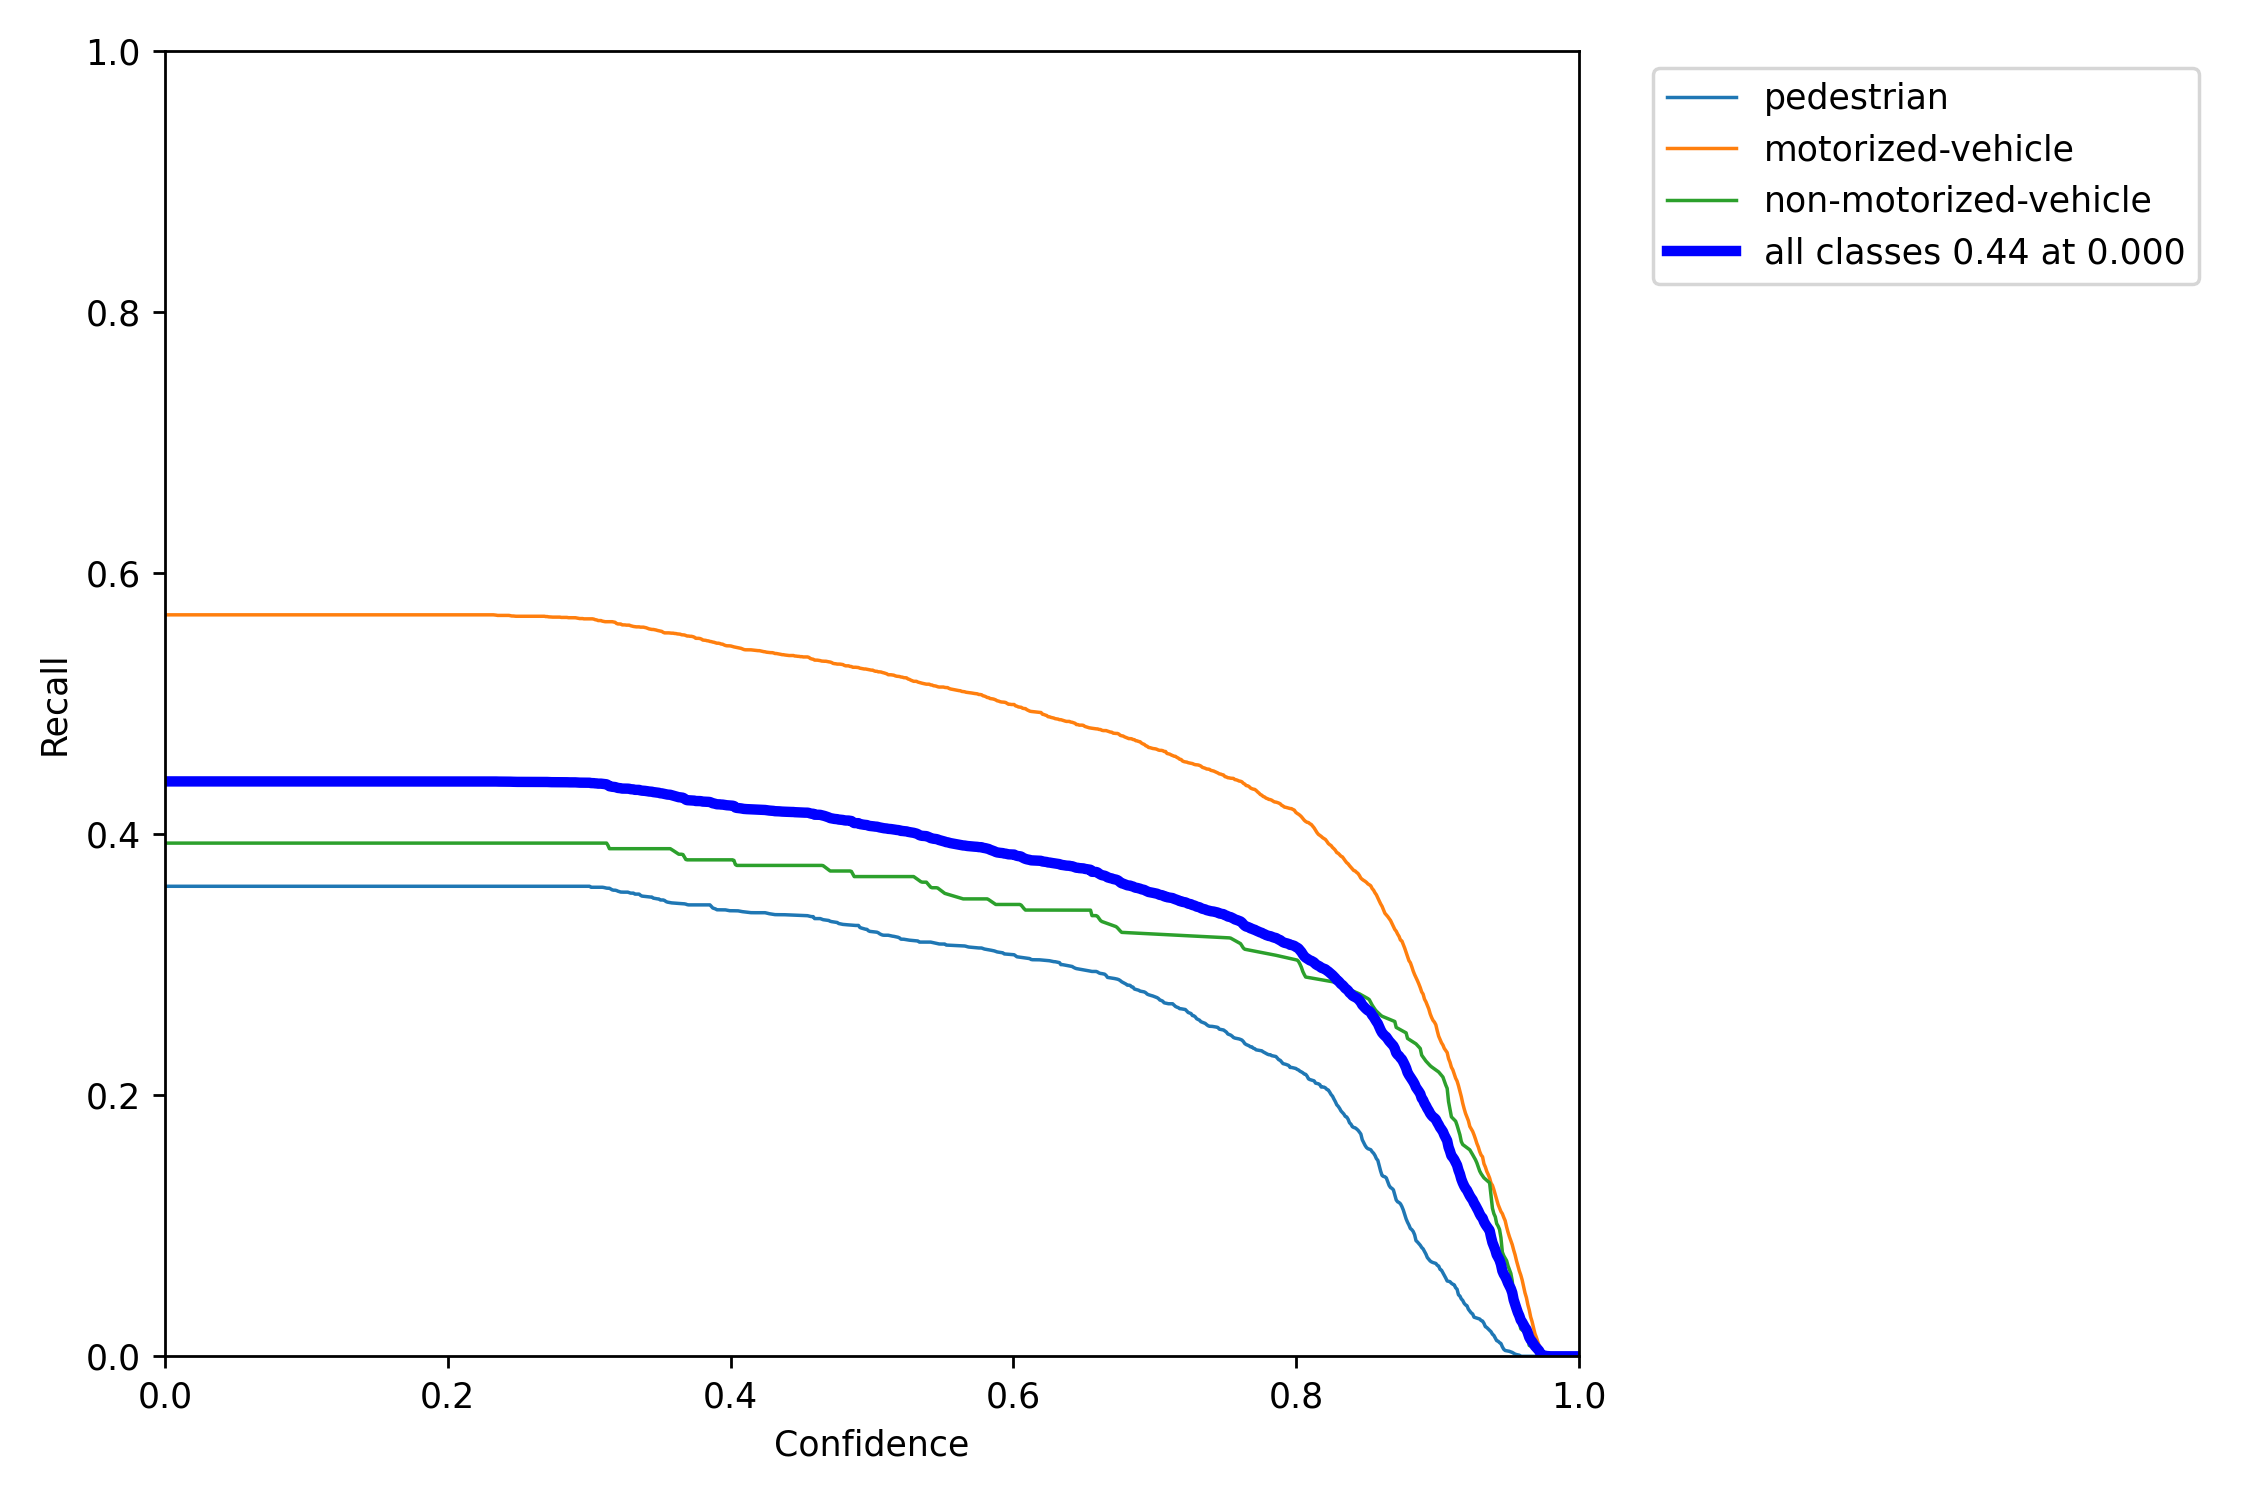 1.0
0.8
0.6
0.4
0.2
0.0
Recall
0.0 0.2 0.4 0.6 0.8 1.0
Confidence
pedestrian
motorized-vehicle
non-motorized-vehicle
all classes 0.44 at 0.000